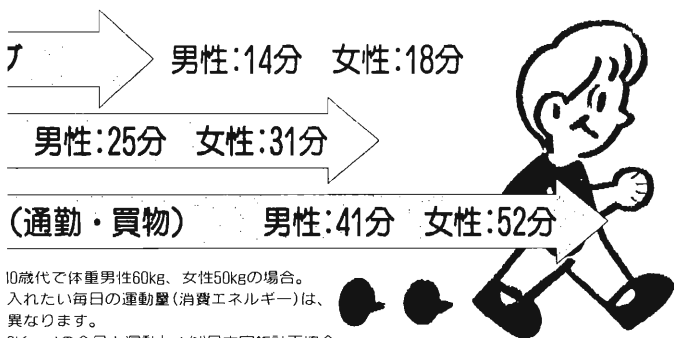 プ 男性:14分 女性:18分
男性:25分 女性:31分
(通勤・買物) 男性:41分 女性:52分
10歳代で体重男性60kg、女性50kgの場合。
入れたい毎日の運動量(消費エネルギー)は、
異なります。